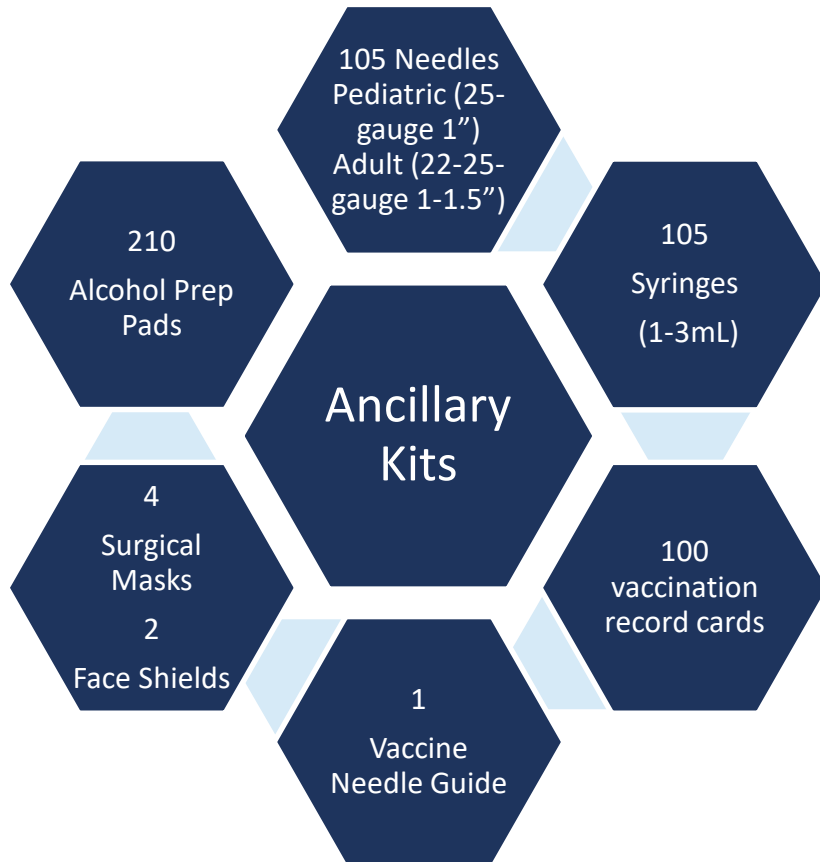 105 Needles
Pediatric (25-
gauge 1”)
Adult (22-25-
gauge 1-1.5”)
105
Syringes
(1-3mL)
100
vaccination
record cards
1
Vaccine
Needle Guide
4
Surgical
Masks
2
Face Shields
210
Alcohol Prep
Pads
Ancillary
Kits